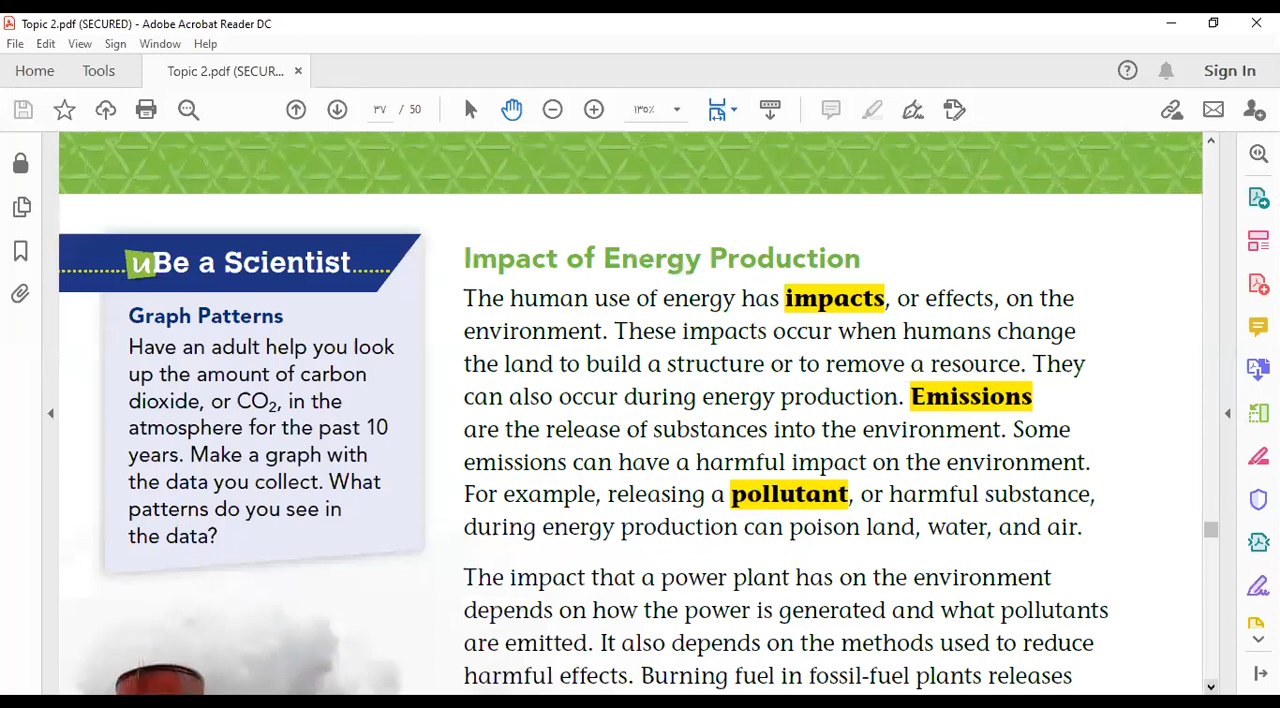 Topic 2.pdf (SECURED) - Adobe Acrobat Reader DC
File Edit View Sign Window Help
Home Tools Topic 2.pdf (SECUR... × Sign In
٣٧ / 50 ١٣٥٪
uBe a Scientist
Graph Patterns
Have an adult help you look
up the amount of carbon
dioxide, or CO₂, in the
atmosphere for the past 10
years. Make a graph with
the data you collect. What
patterns do you see in
the data?
Impact of Energy Production
The human use of energy has impacts, or effects, on the
environment. These impacts occur when humans change
the land to build a structure or to remove a resource. They
can also occur during energy production. Emissions
are the release of substances into the environment. Some
emissions can have a harmful impact on the environment.
For example, releasing a pollutant, or harmful substance,
during energy production can poison land, water, and air.
The impact that a power plant has on the environment
depends on how the power is generated and what pollutants
are emitted. It also depends on the methods used to reduce
harmful effects. Burning fuel in fossil-fuel plants releases